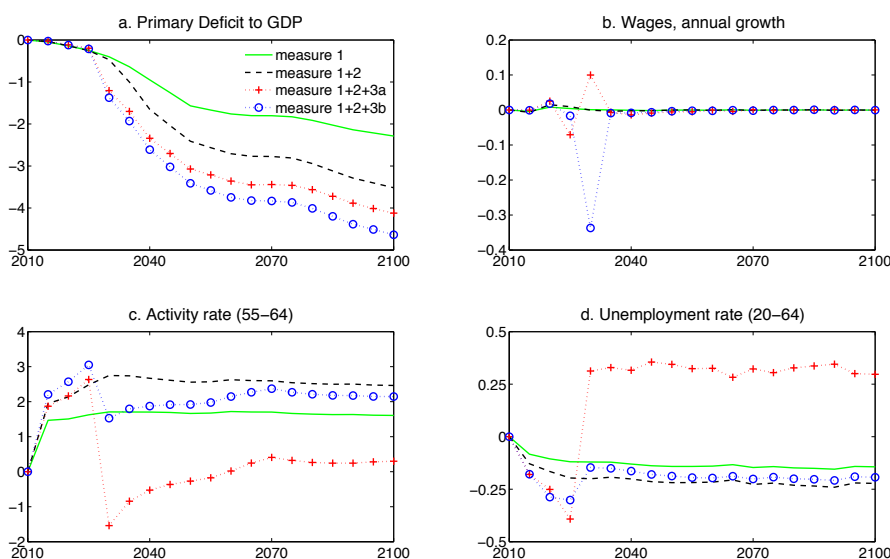 a. Primary Deficit to GDP
0
−1
−2
−3
−4
−5
2010 2040 2070 2100
measure 1
measure 1+2
measure 1+2+3a
measure 1+2+3b
b. Wages, annual growth
0.2
0.1
0
−0.1
−0.2
−0.3
−0.4
2010 2040 2070 2100
c. Activity rate (55−64)
4
3
2
1
0
−1
−2
2010 2040 2070 2100
d. Unemployment rate (20−64)
0.5
0.25
0
−0.25
−0.5
2010 2040 2070 2100